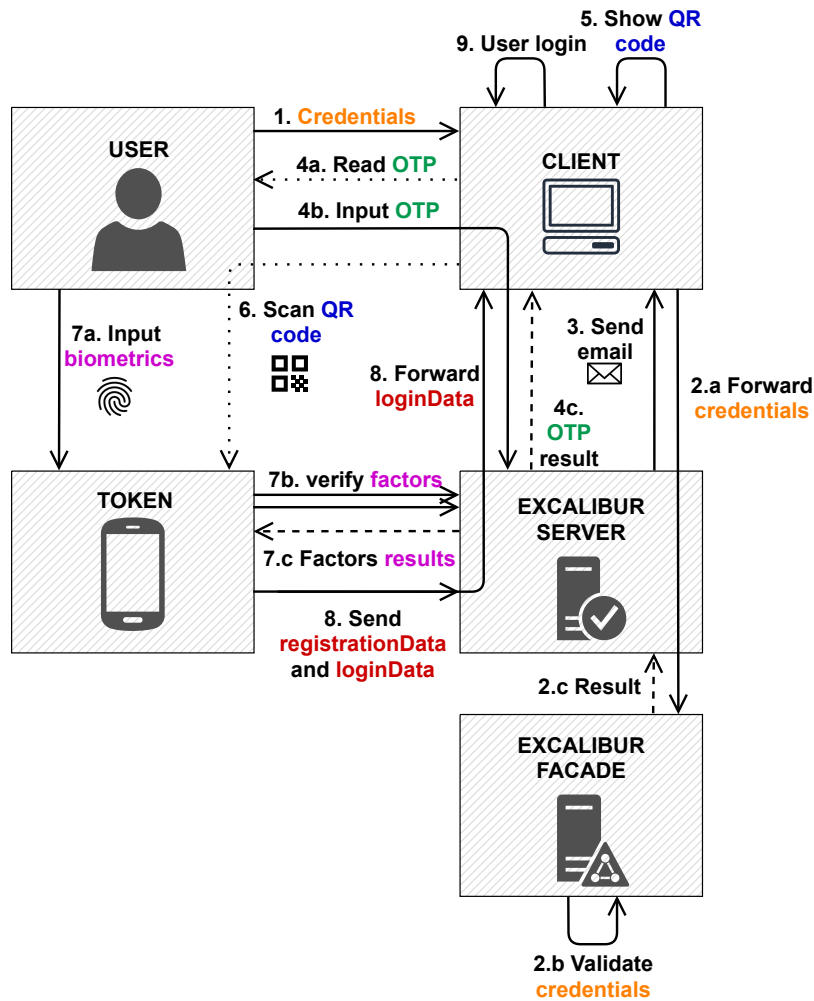 5. Show QR
code
9. User login
1. Credentials
USER
CLIENT
4a. Read OTP
4b. Input OTP
6. Scan QR
code
7a. Input
biometrics
3. Send
email
8. Forward
loginData
2.a Forward
credentials
4c.
OTP
result
TOKEN
7b. verify factors
EXCALIBUR
SERVER
7.c Factors results
8. Send
registrationData
and loginData
2.c Result
EXCALIBUR
FACADE
2.b Validate
credentials